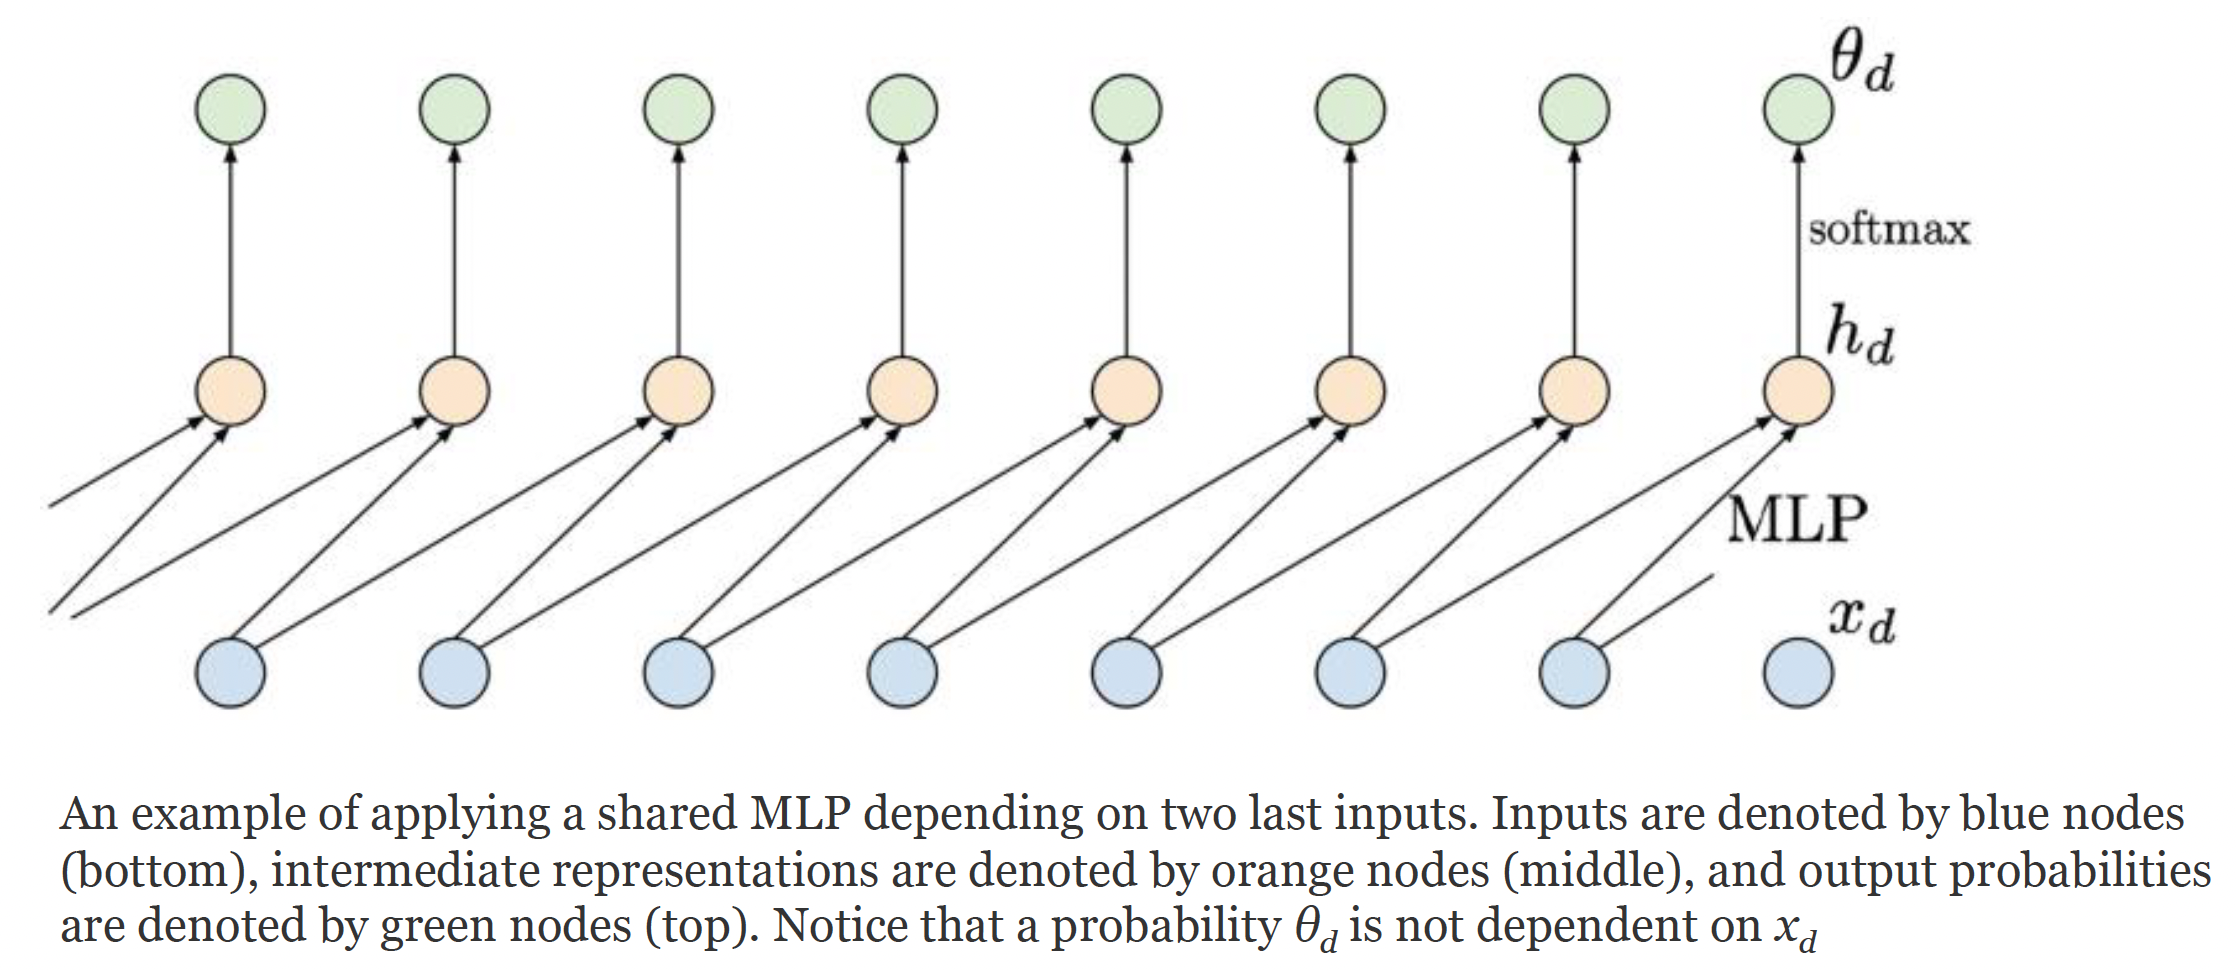 θ_d
softmax
h_d
MLP
x_d
An example of applying a shared MLP depending on two last inputs. Inputs are denoted by blue nodes
(bottom), intermediate representations are denoted by orange nodes (middle), and output probabilities
are denoted by green nodes (top). Notice that a probability θ_d is not dependent on x_d